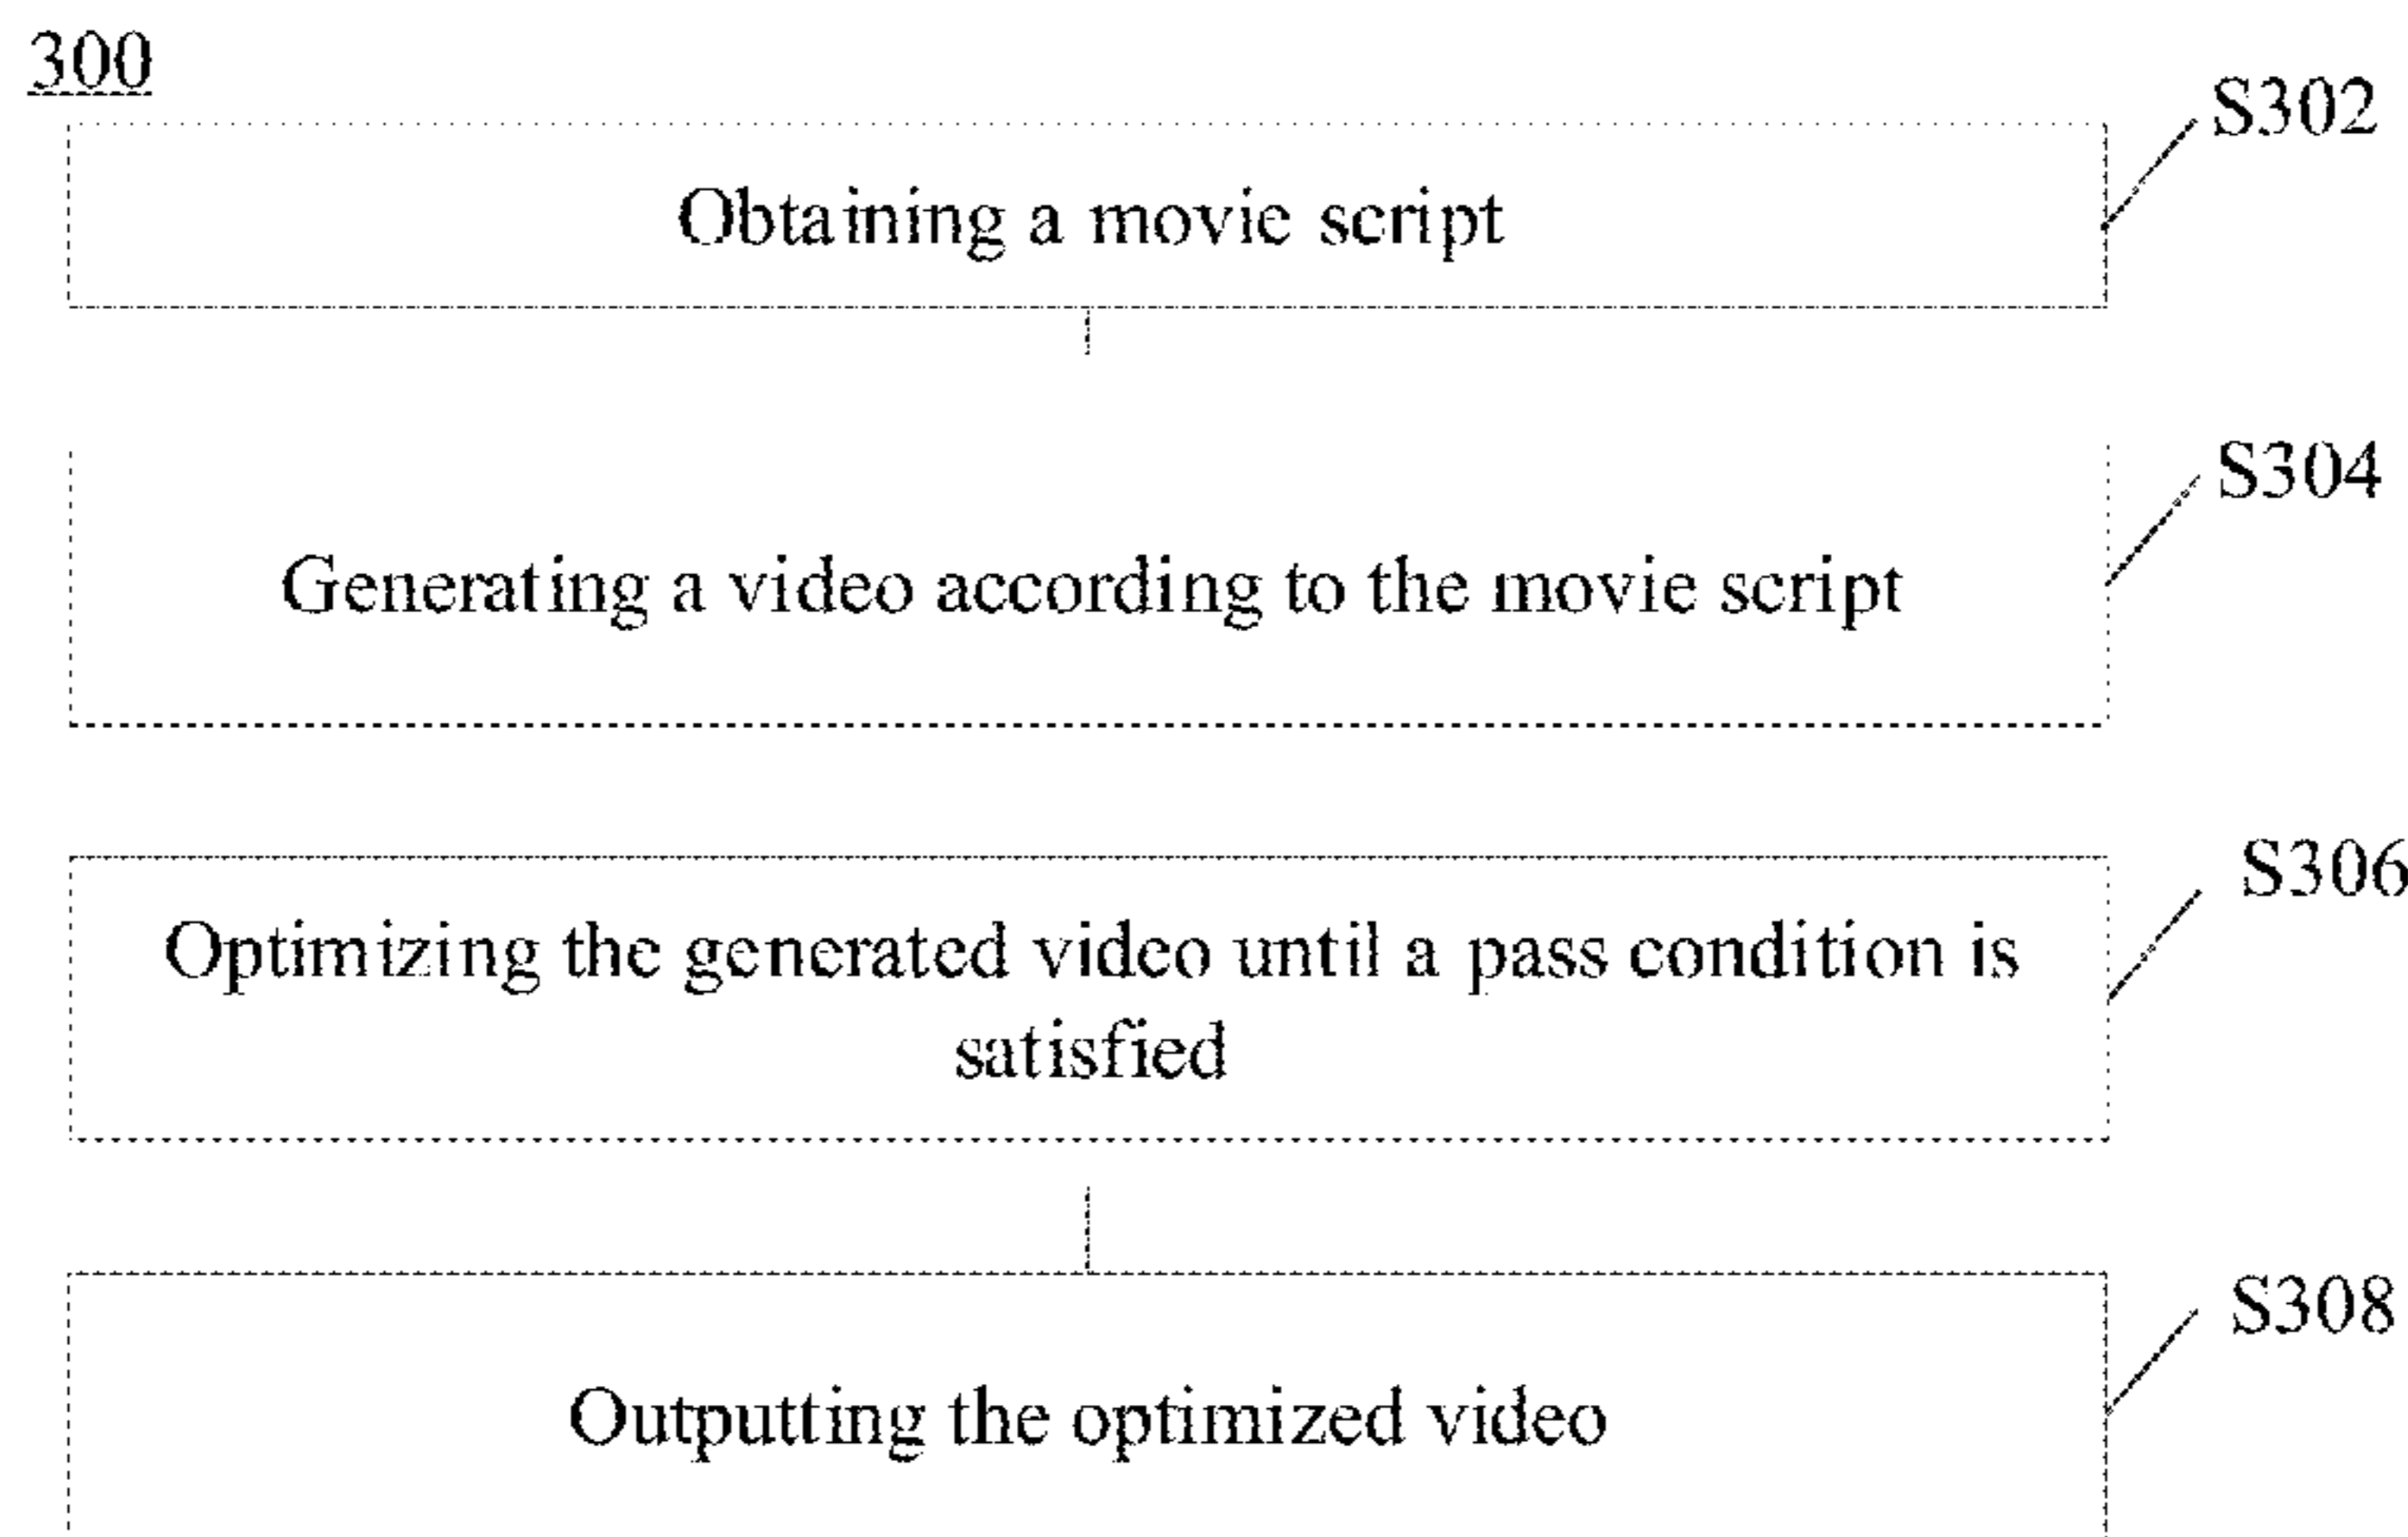 300
S302
Obtaining a movie script
S304
Generating a video according to the movie script
S306
Optimizing the generated video until a pass condition is
satisfied
S308
Outputting the optimized video